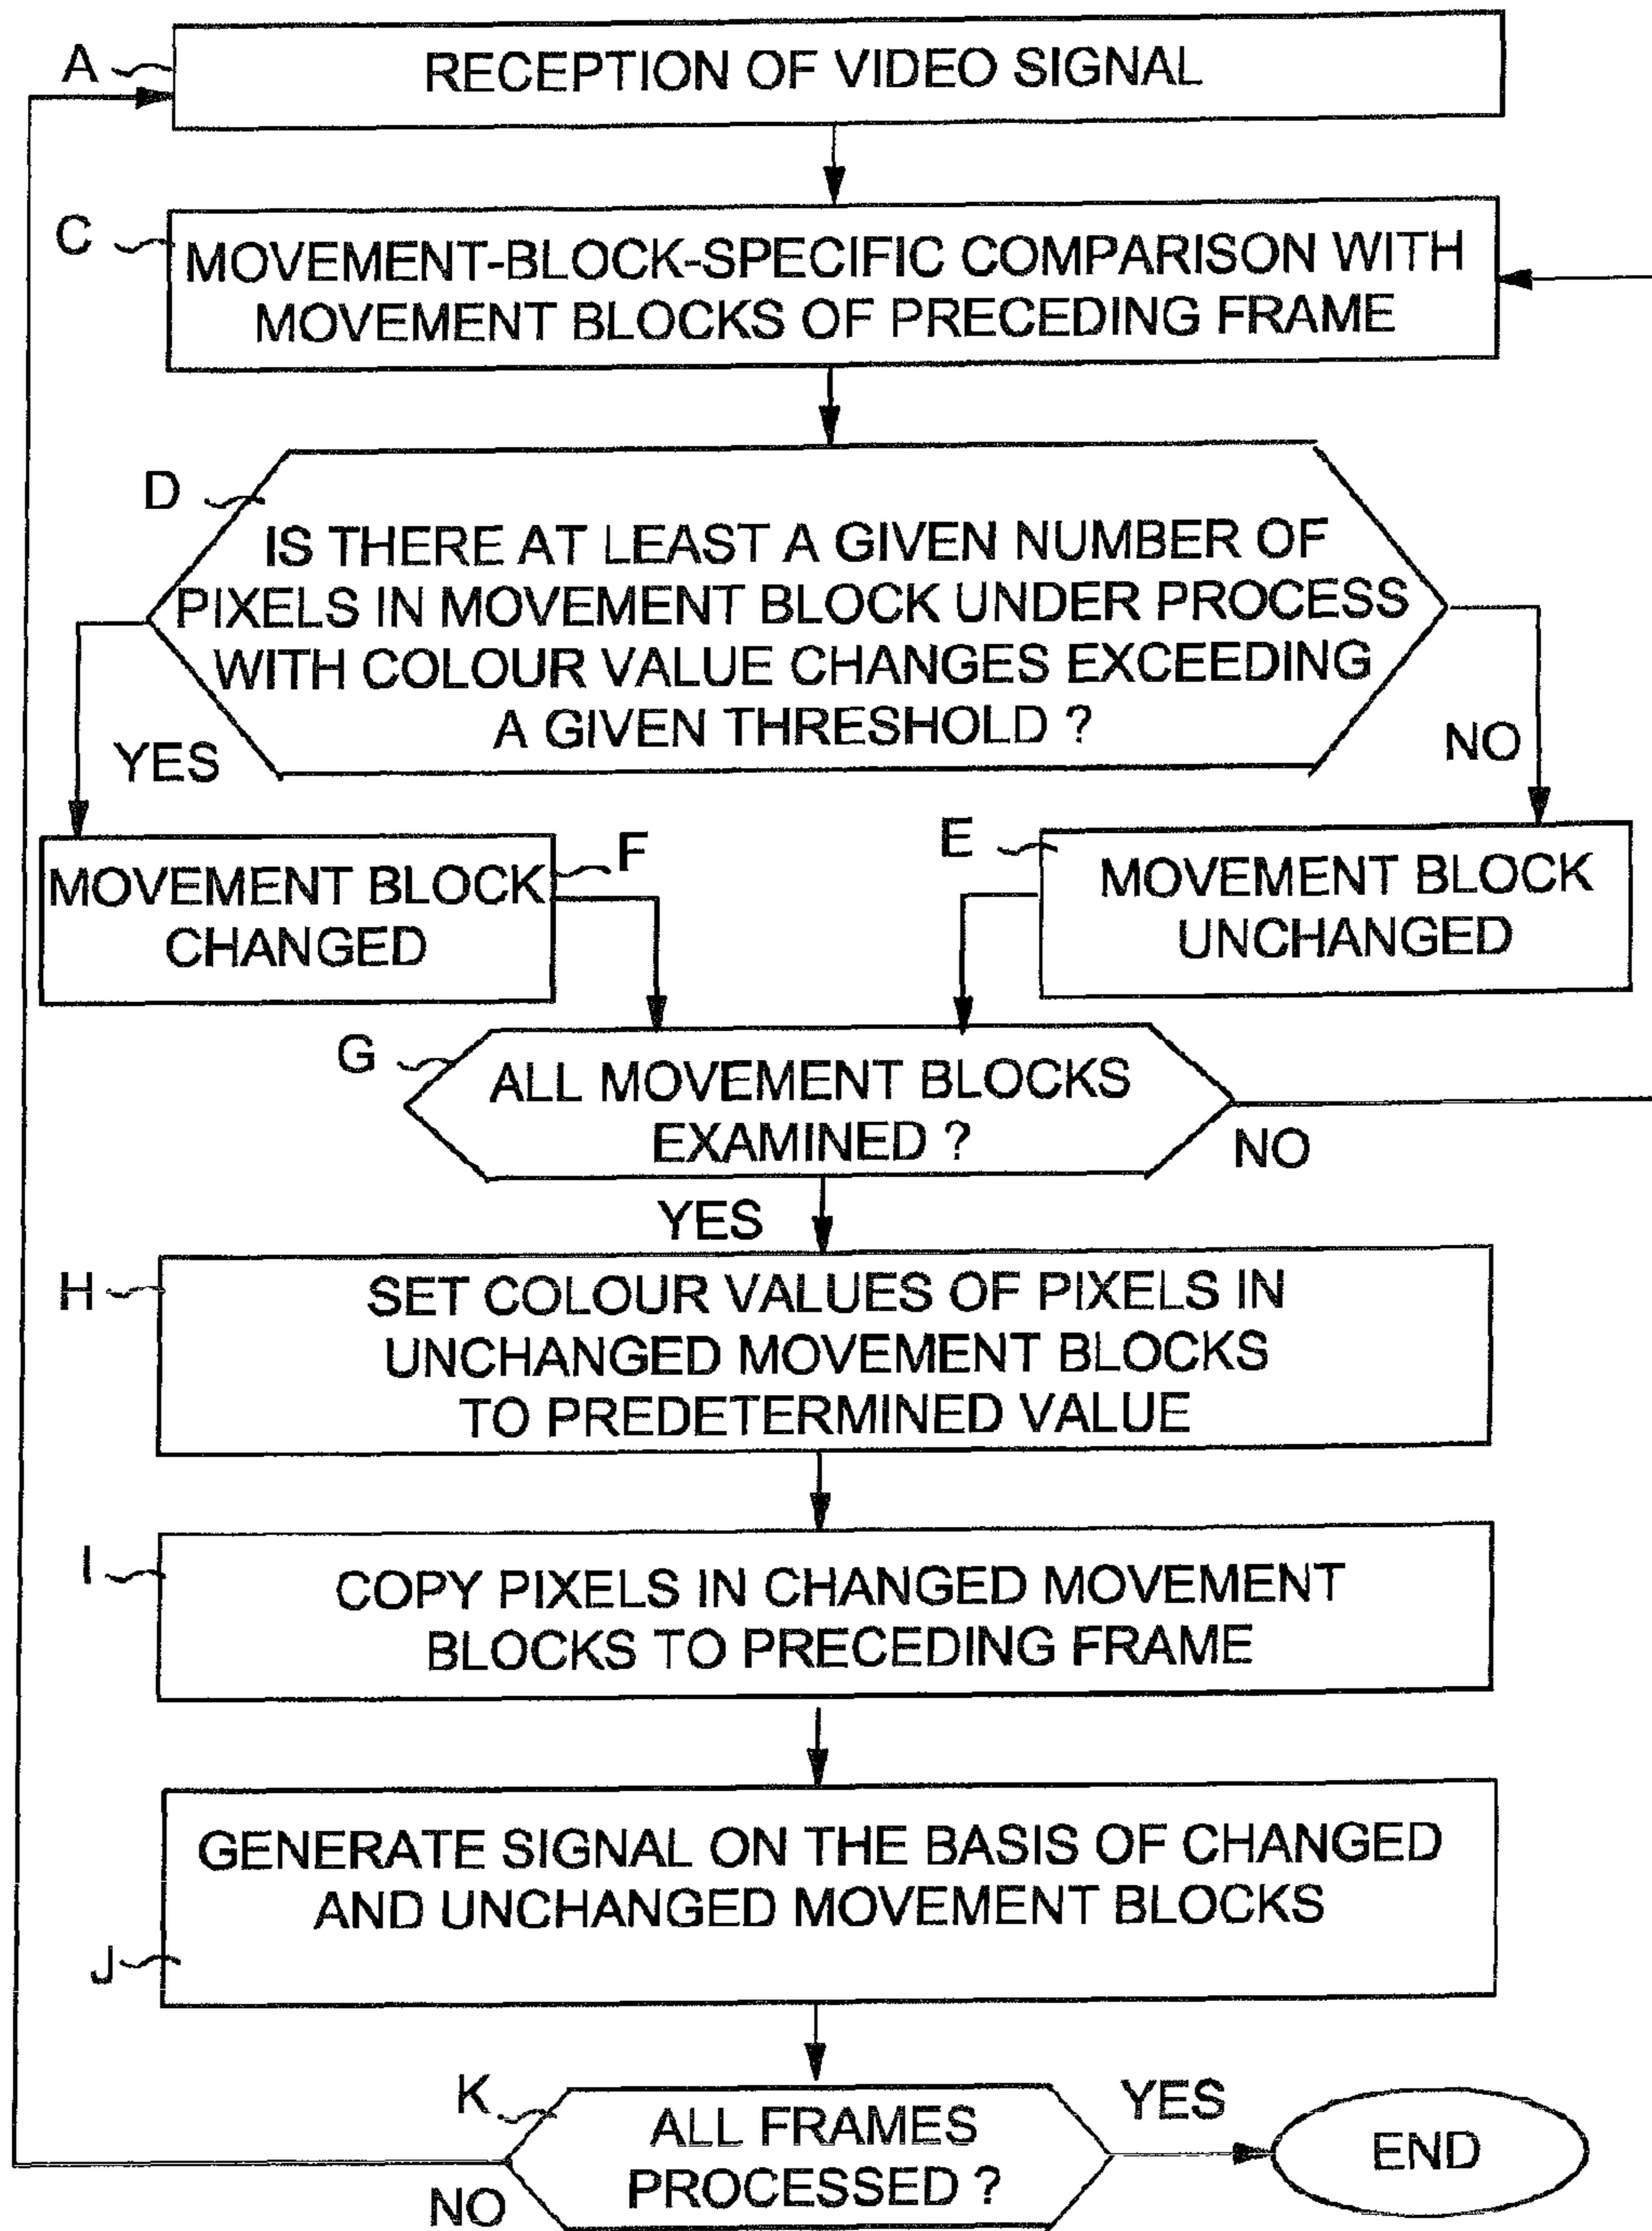 A
RECEPTION OF VIDEO SIGNAL
C
MOVEMENT-BLOCK-SPECIFIC COMPARISON WITH
MOVEMENT BLOCKS OF PRECEDING FRAME
D
IS THERE AT LEAST A GIVEN NUMBER OF
PIXELS IN MOVEMENT BLOCK UNDER PROCESS
WITH COLOUR VALUE CHANGES EXCEEDING
A GIVEN THRESHOLD ?
YES
NO
F
MOVEMENT BLOCK
CHANGED
E
MOVEMENT BLOCK
UNCHANGED
G
ALL MOVEMENT BLOCKS
EXAMINED ?
NO
YES
H
SET COLOUR VALUES OF PIXELS IN
UNCHANGED MOVEMENT BLOCKS
TO PREDETERMINED VALUE
I
COPY PIXELS IN CHANGED MOVEMENT
BLOCKS TO PRECEDING FRAME
GENERATE SIGNAL ON THE BASIS OF CHANGED
AND UNCHANGED MOVEMENT BLOCKS
J
K
ALL FRAMES
PROCESSED ?
YES
END
NO